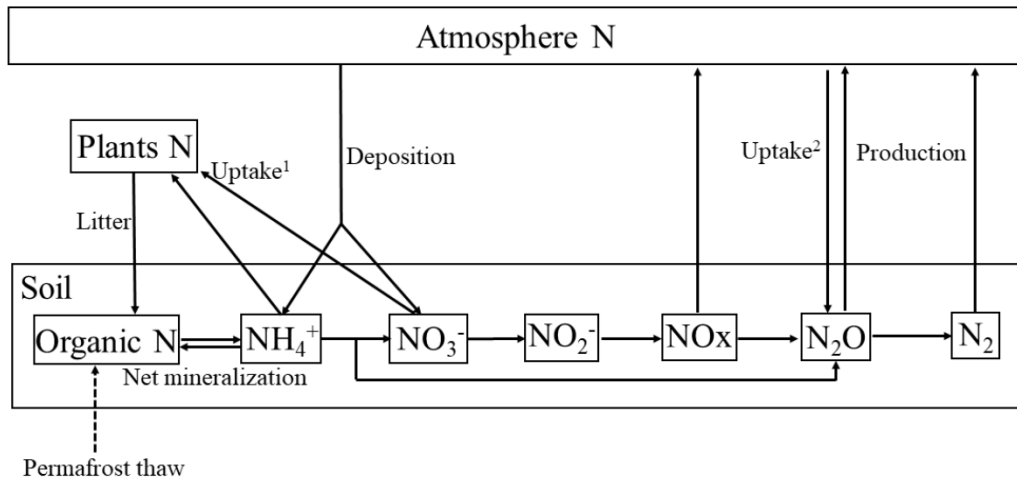 Atmosphere N
Plants N
Uptake¹
Deposition
Uptake²
Production
Litter
Soil
Organic N
NH₄⁺
NO₃⁻
NO₂⁻
NOx
N₂O
N₂
Net mineralization
Permafrost thaw